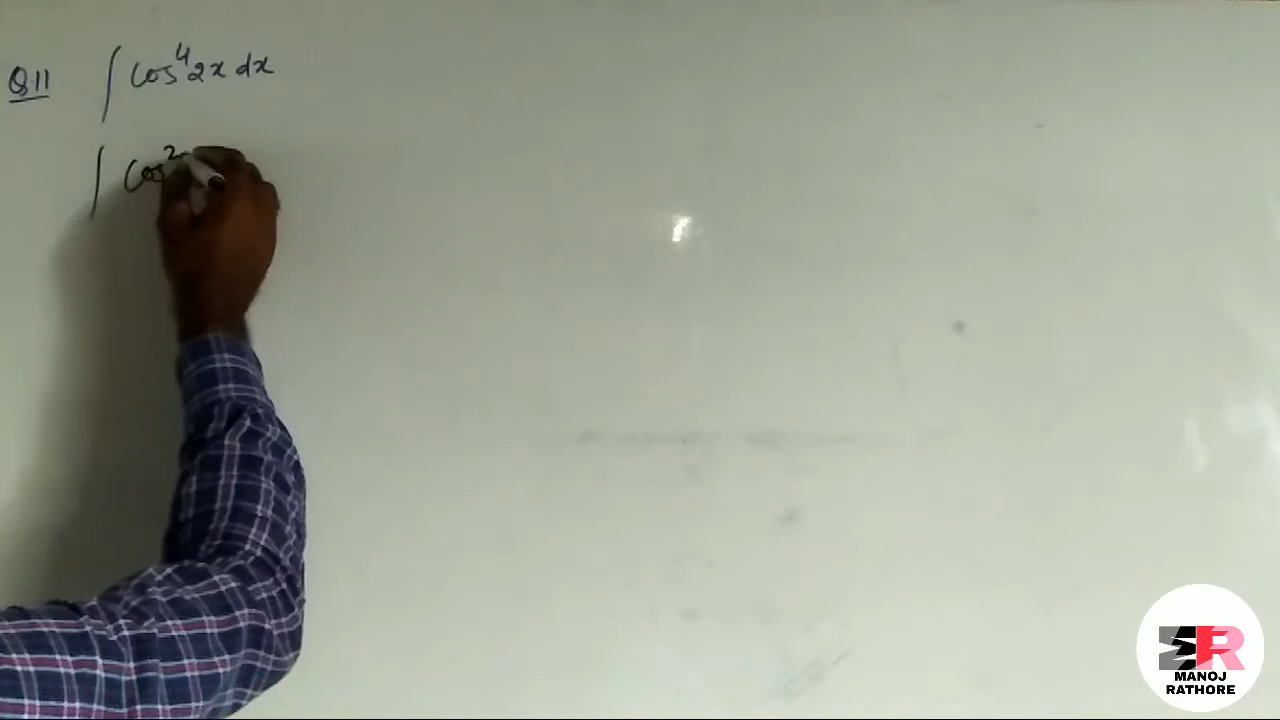 Q11 ∫ cos⁴2x dx
∫ cos²
MANOJ
RATHORE